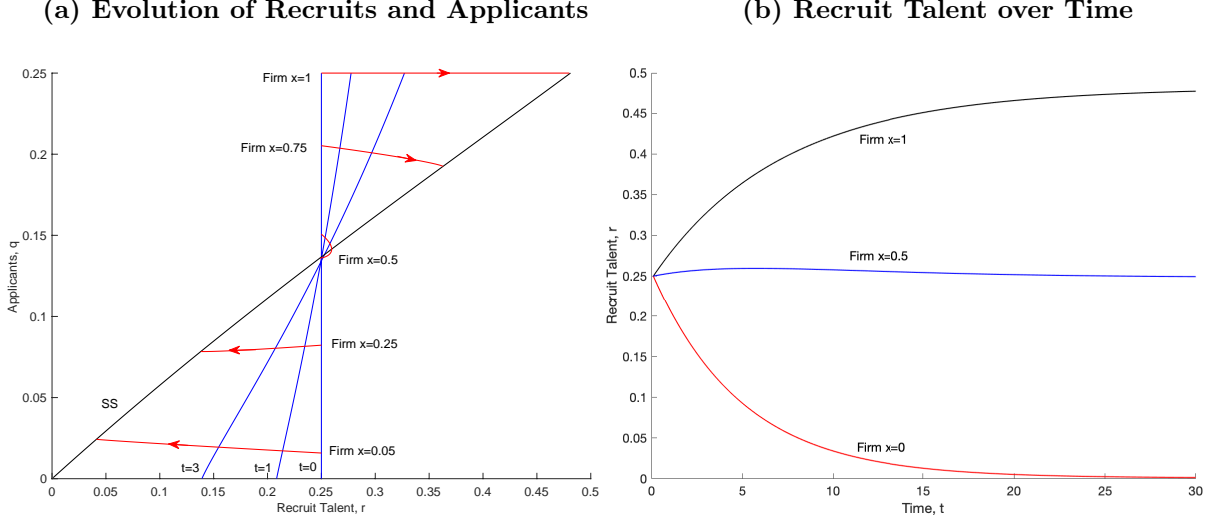 (a) Evolution of Recruits and Applicants
0.25
0.2
0.15
0.1
0.05
0
Applicants, q
Firm x=1
Firm x=0.75
Firm x=0.5
Firm x=0.25
Firm x=0.05
SS
t=3
t=1
t=0
0
0.05
0.1
0.15
0.2
0.25
0.3
0.35
0.4
0.45
0.5
Recruit Talent, r
(b) Recruit Talent over Time
0.5
0.45
0.4
0.35
0.3
0.25
0.2
0.15
0.1
0.05
0
Recruit Talent, r
Firm x=1
Firm x=0.5
Firm x=0
0
5
10
15
20
25
30
Time, t